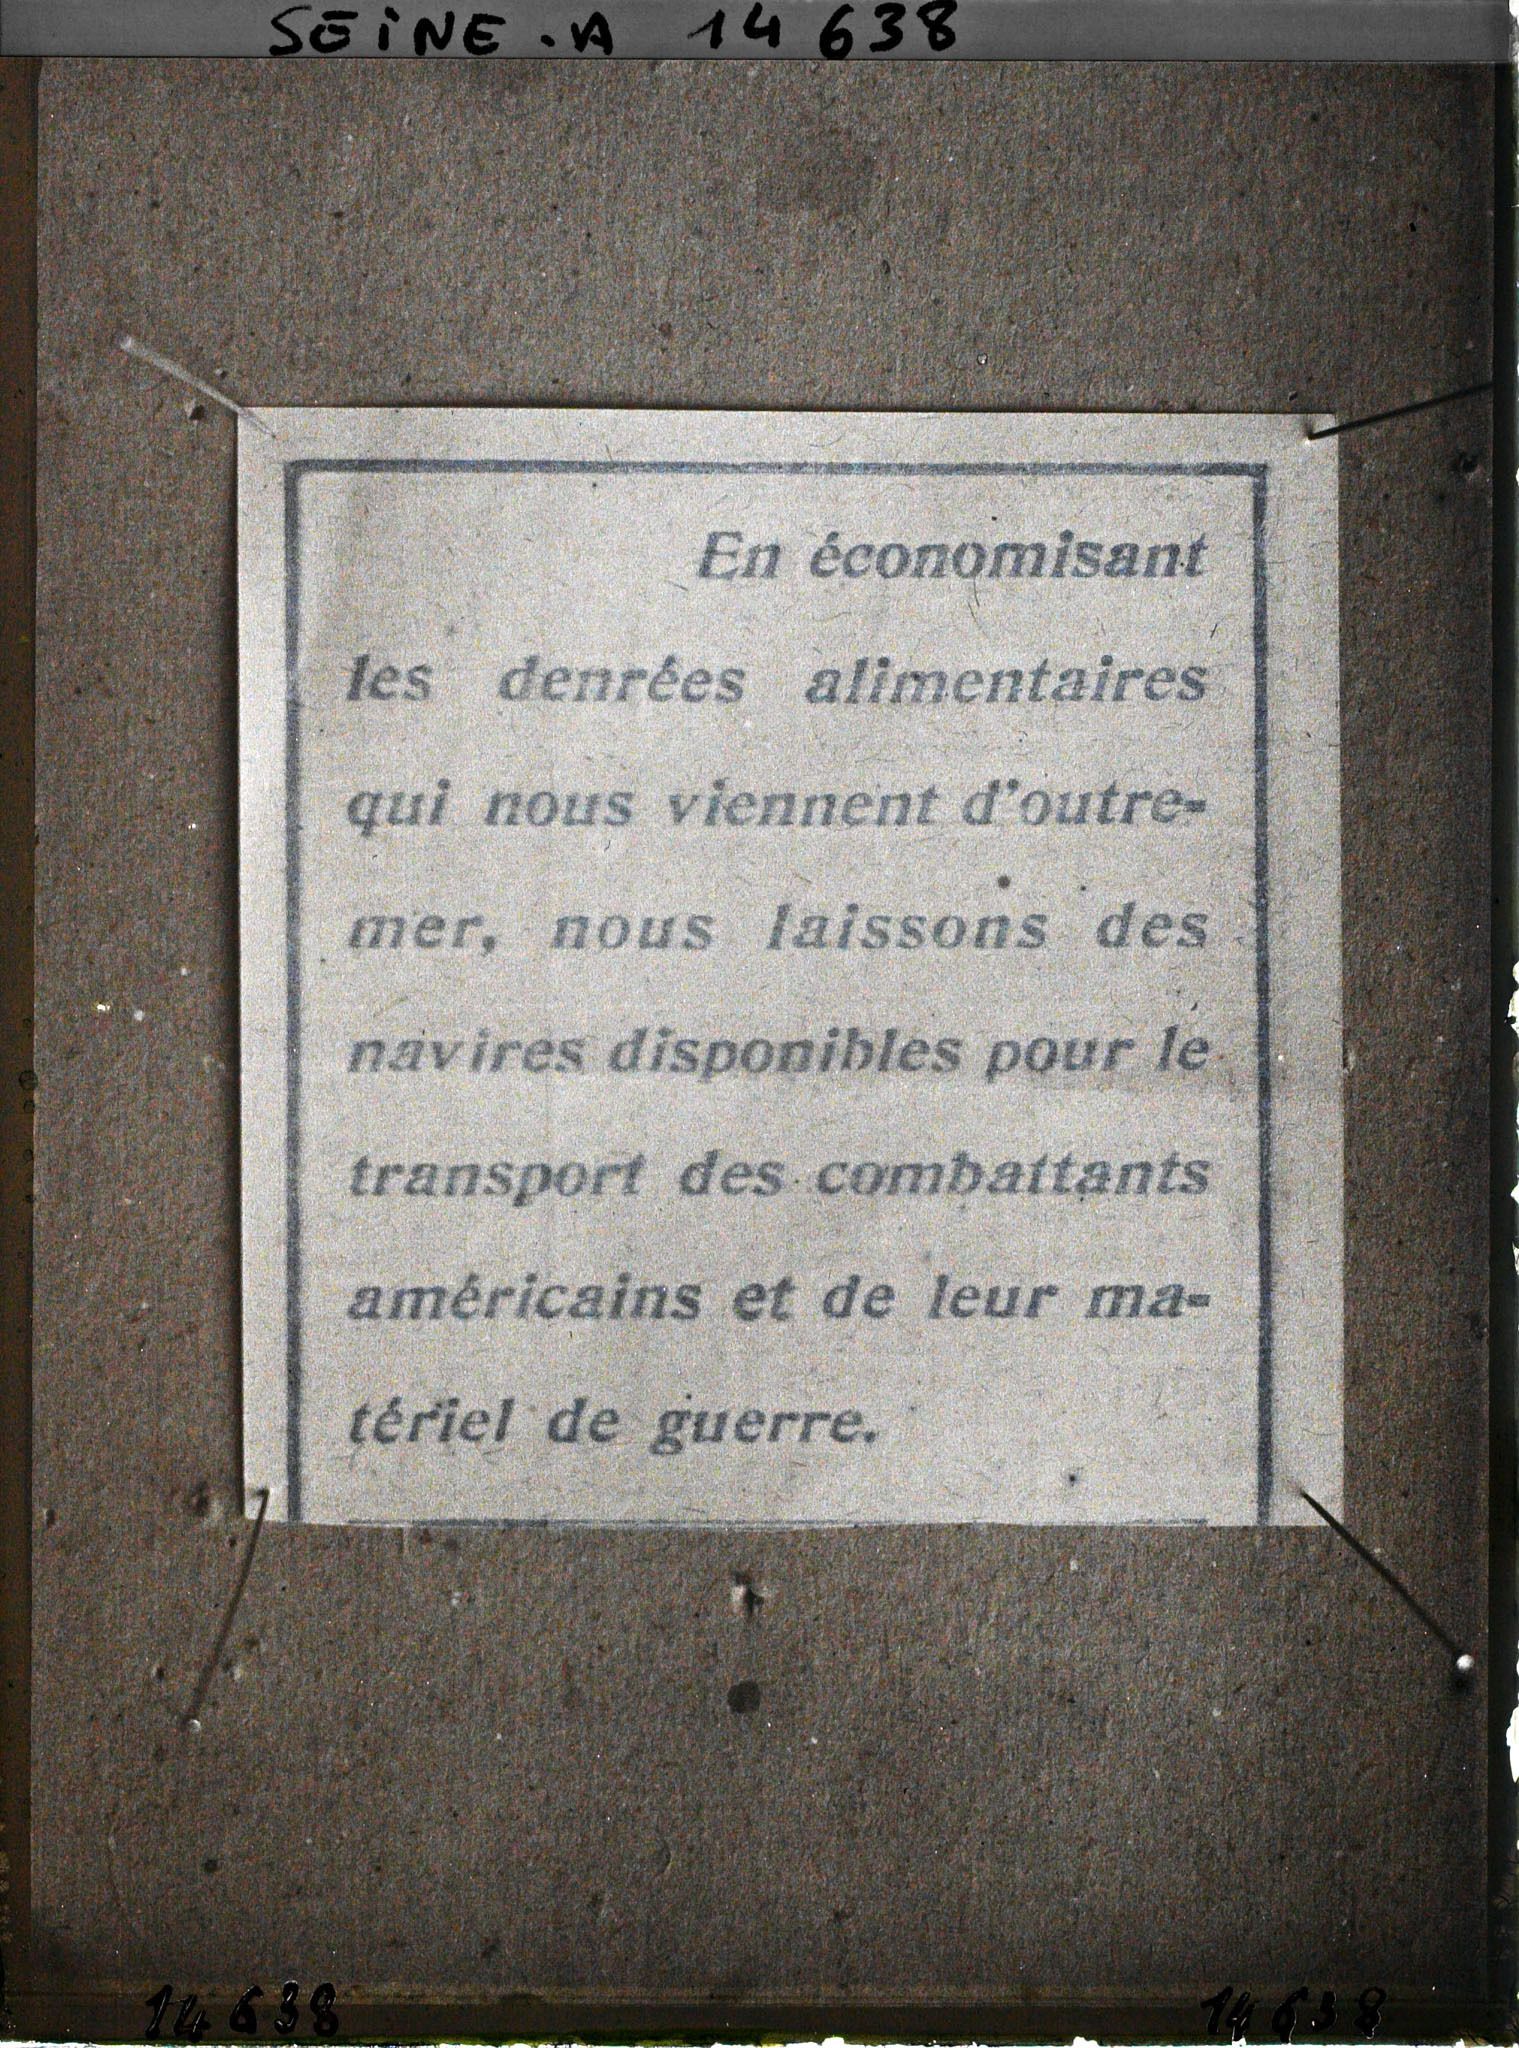 SEINE.A 14 638
En économisant
les denrées alimentaires
qui nous viennent d'outre-
mer, nous laissons des
navires disponibles pour le
transport des combattants
américains et de leur ma-
tériel de guerre.
14 638 14 638